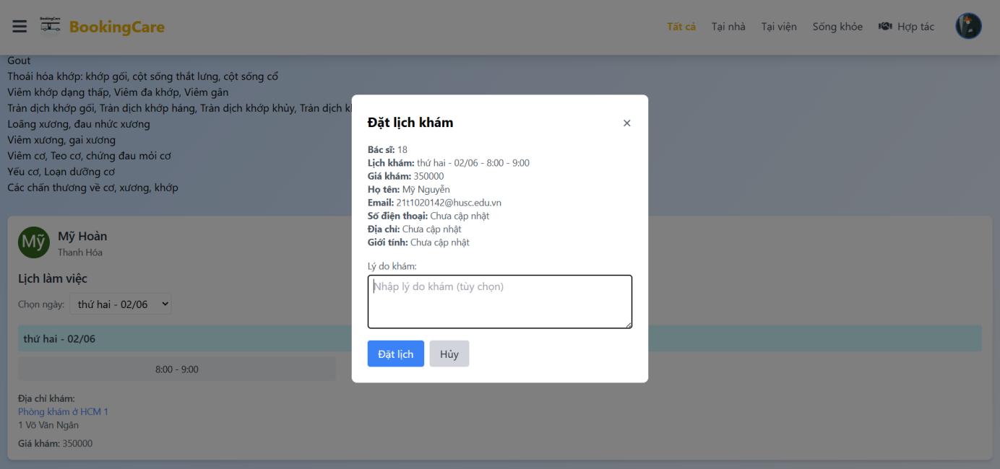 BookingCare
BookingCare
Tất cả
Tại nhà
Tại viện
Sống khỏe
Hợp tác
Gout
Thoái hóa khớp: khớp gối, cột sống thắt lưng, cột sống cổ
Viêm khớp dạng thấp, Viêm đa khớp, Viêm gân
Tràn dịch khớp gối, Tràn dịch khớp háng, Tràn dịch khớp khủy, Tràn dịch
Loãng xương, đau nhức xương
Viêm xương, gai xương
Viêm cơ, Teo cơ, chứng đau mỏi cơ
Yếu cơ, Loạn dưỡng cơ
Các chấn thương về cơ, xương, khớp
Mỹ
Mỹ Hoàn
Thanh Hóa
Lịch làm việc
Chọn ngày: thứ hai - 02/06
thứ hai - 02/06
8:00 - 9:00
Địa chỉ khám:
Phòng khám ở HCM 1
1 Võ Văn Ngân
Giá khám: 350000
Đặt lịch khám
×
Bác sĩ: 18
Lịch khám: thứ hai - 02/06 - 8:00 - 9:00
Giá khám: 350000
Họ tên: Mỹ Nguyễn
Email: 21t1020142@husc.edu.vn
Số điện thoại: Chưa cập nhật
Địa chỉ: Chưa cập nhật
Giới tính: Chưa cập nhật
Lý do khám:
Nhập lý do khám (tùy chọn)
Đặt lịch
Hủy